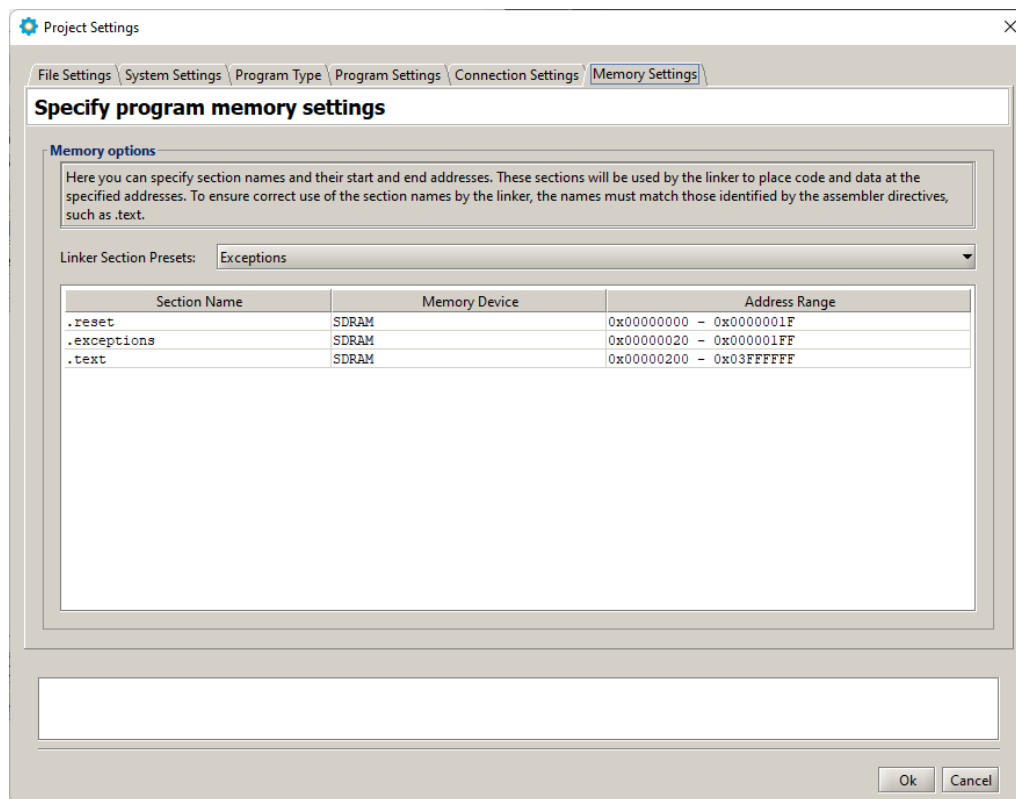 Project Settings
File Settings System Settings Program Type Program Settings Connection Settings Memory Settings
Specify program memory settings
Memory options
Here you can specify section names and their start and end addresses. These sections will be used by the linker to place code and data at the
specified addresses. To ensure correct use of the section names by the linker, the names must match those identified by the assembler directives,
such as .text.
Linker Section Presets: Exceptions
Section Name Memory Device Address Range
.reset SDRAM 0x00000000 - 0x0000001F
.exceptions SDRAM 0x00000020 - 0x000001FF
.text SDRAM 0x00000200 - 0x03FFFFFF
Ok Cancel